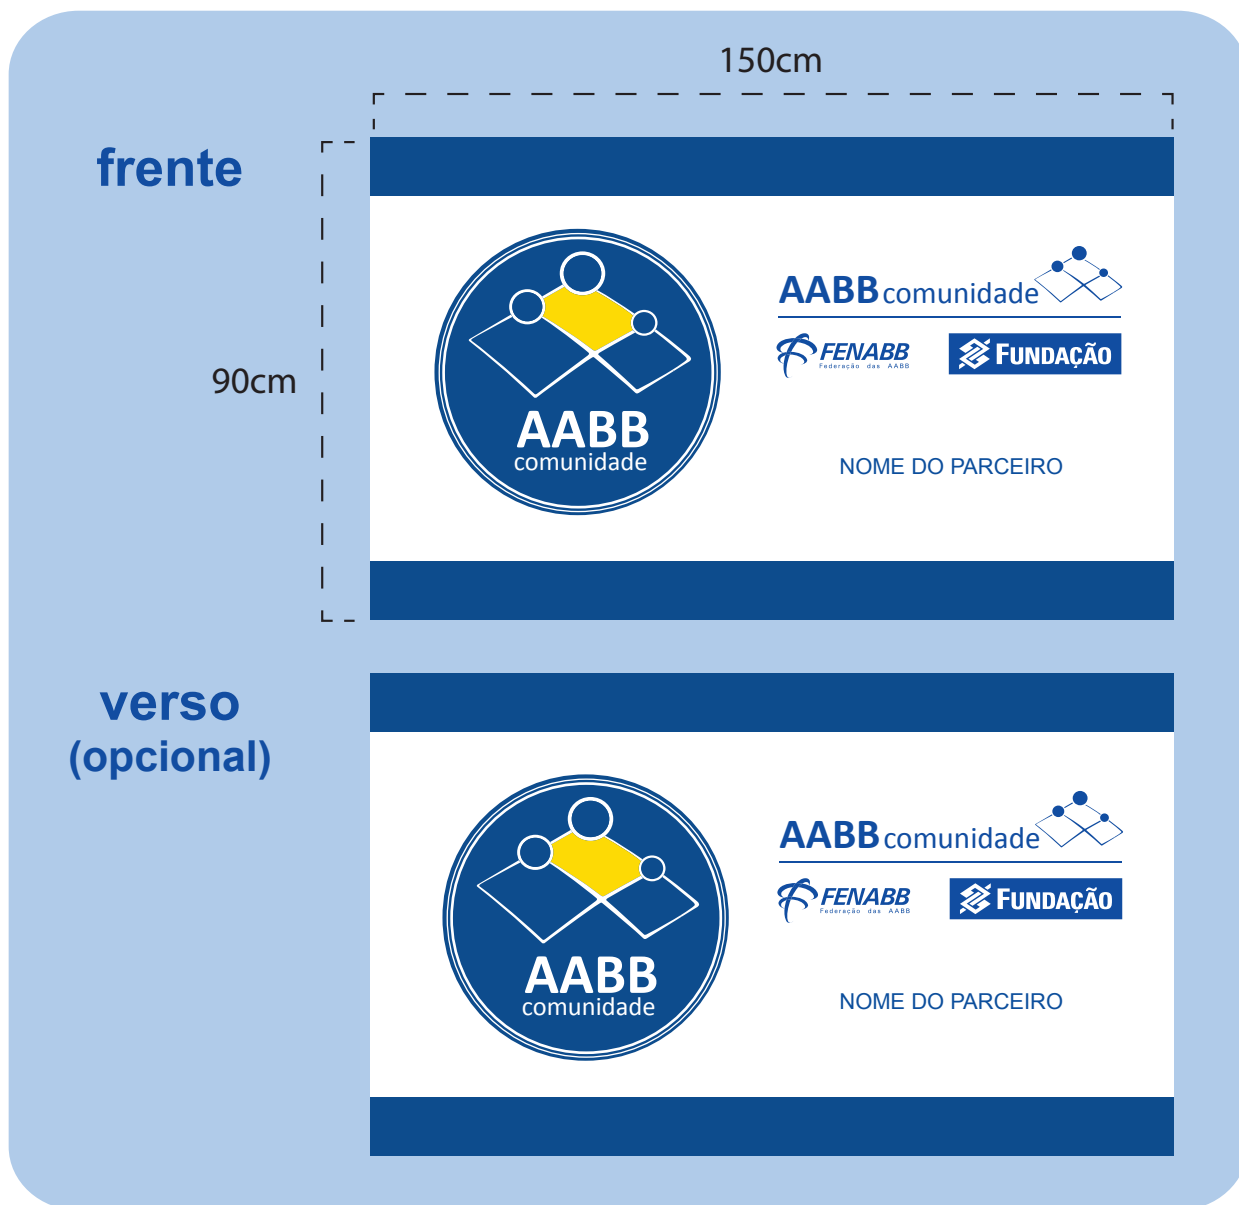 150cm
frente
90cm
AABB comunidade
FENABB
Federação das AABB
FUNDAÇÃO
AABB
comunidade
NOME DO PARCEIRO
verso
(opcional)
AABB comunidade
FENABB
Federação das AABB
FUNDAÇÃO
AABB
comunidade
NOME DO PARCEIRO